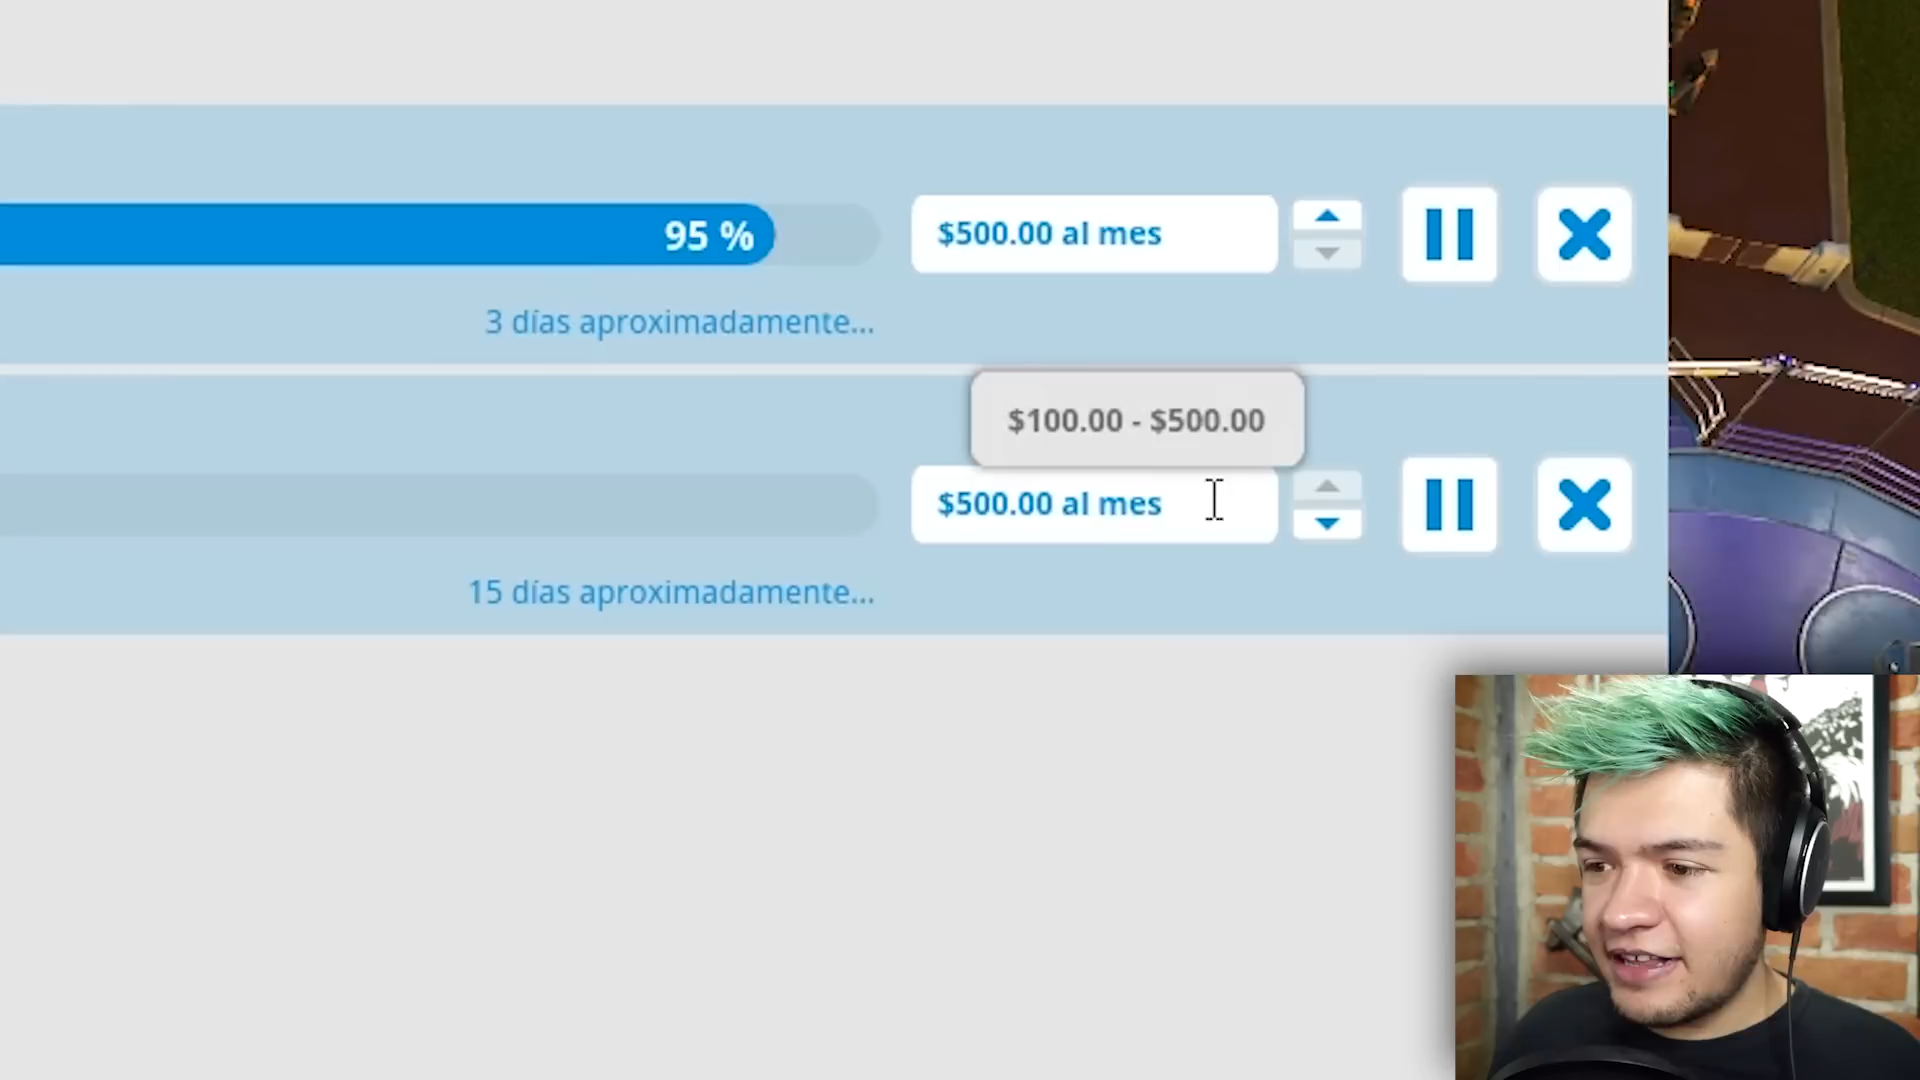 95 %
$500.00 al mes
3 días aproximadamente...
$100.00 - $500.00
$500.00 al mes
15 días aproximadamente...